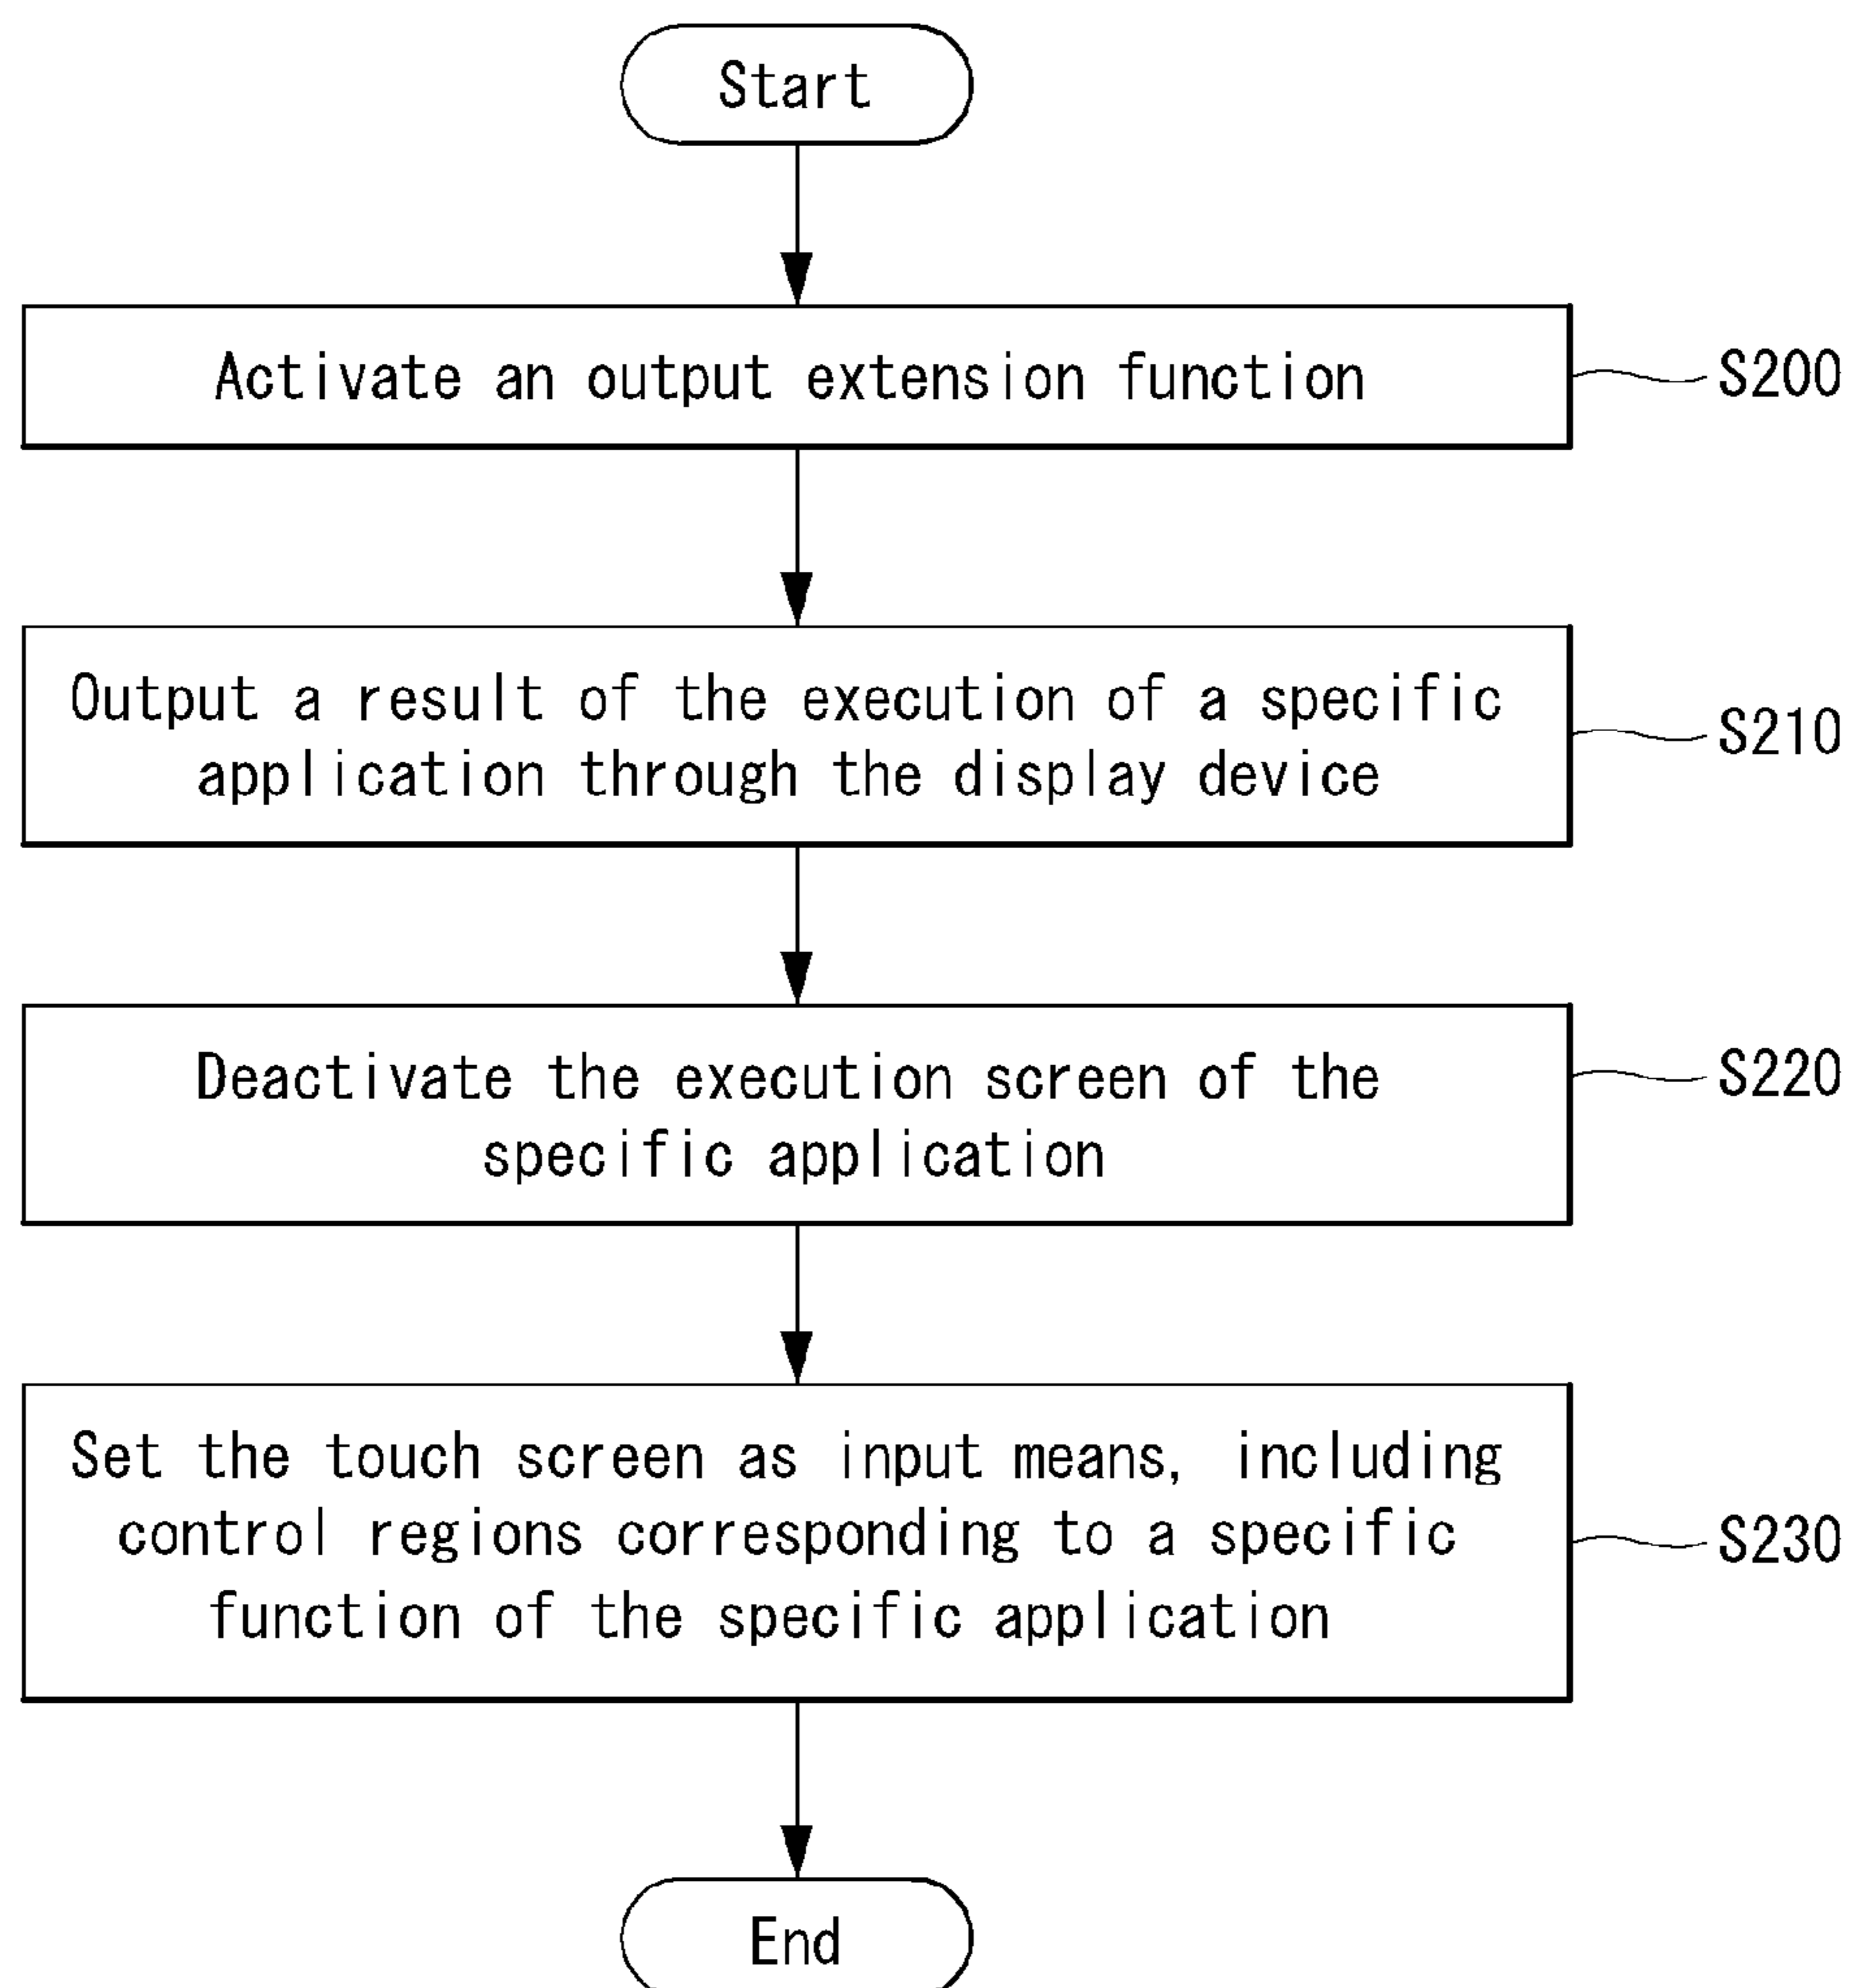 Start
Activate an output extension function
S200
Output a result of the execution of a specific
application through the display device
S210
Deactivate the execution screen of the
specific application
S220
Set the touch screen as input means, including
control regions corresponding to a specific
function of the specific application
S230
End